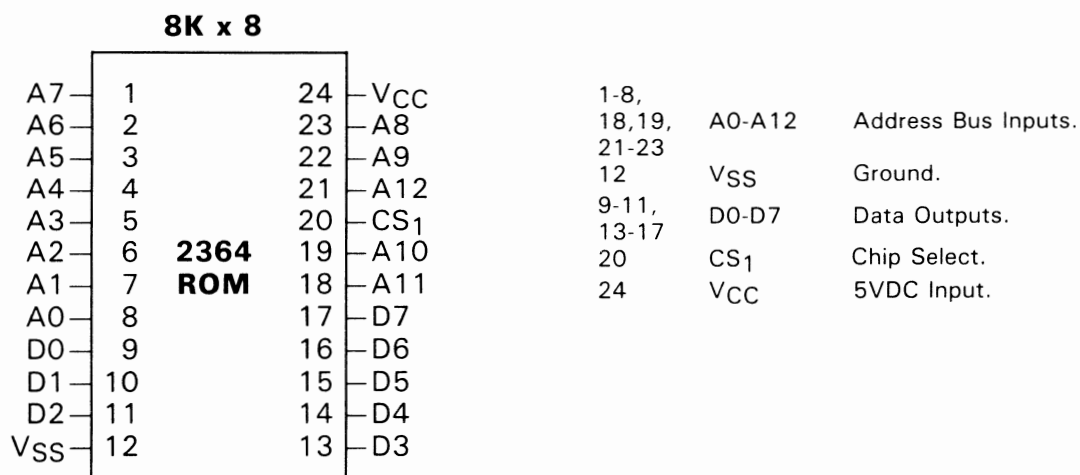 8K x 8
A7 1 24 VCC
A6 2 23 A8
A5 3 22 A9
A4 4 21 A12
A3 5 20 CS1
A2 6 2364 19 A10
A1 7 ROM 18 A11
A0 8 17 D7
D0 9 16 D6
D1 10 15 D5
D2 11 14 D4
VSS 12 13 D3
1-8,
18,19, A0-A12 Address Bus Inputs.
21-23
12 VSS Ground.
9-11,
13-17 D0-D7 Data Outputs.
20 CS1 Chip Select.
24 VCC 5VDC Input.